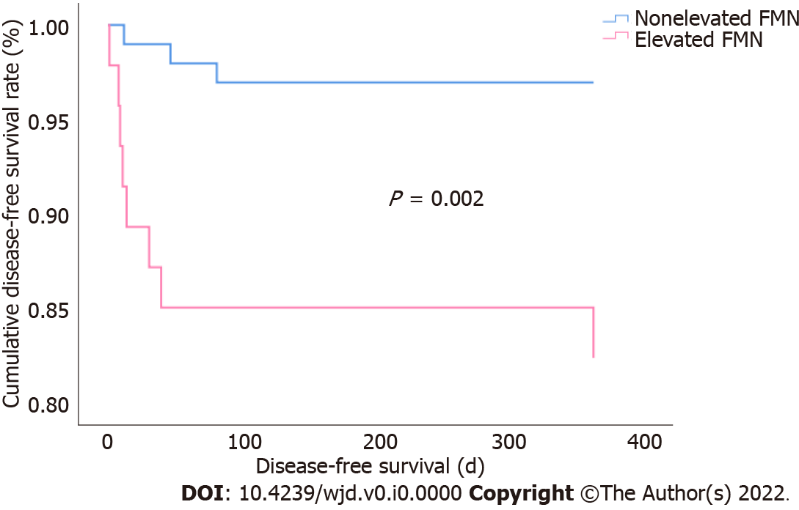 Nonelevated FMN
Elevated FMN
Cumulative disease-free survival rate (%)
1.00
0.95
0.90
0.85
0.80
P = 0.002
0 100 200 300 400
Disease-free survival (d)
DOI: 10.4239/wjd.v0.i0.0000 Copyright ©The Author(s) 2022.